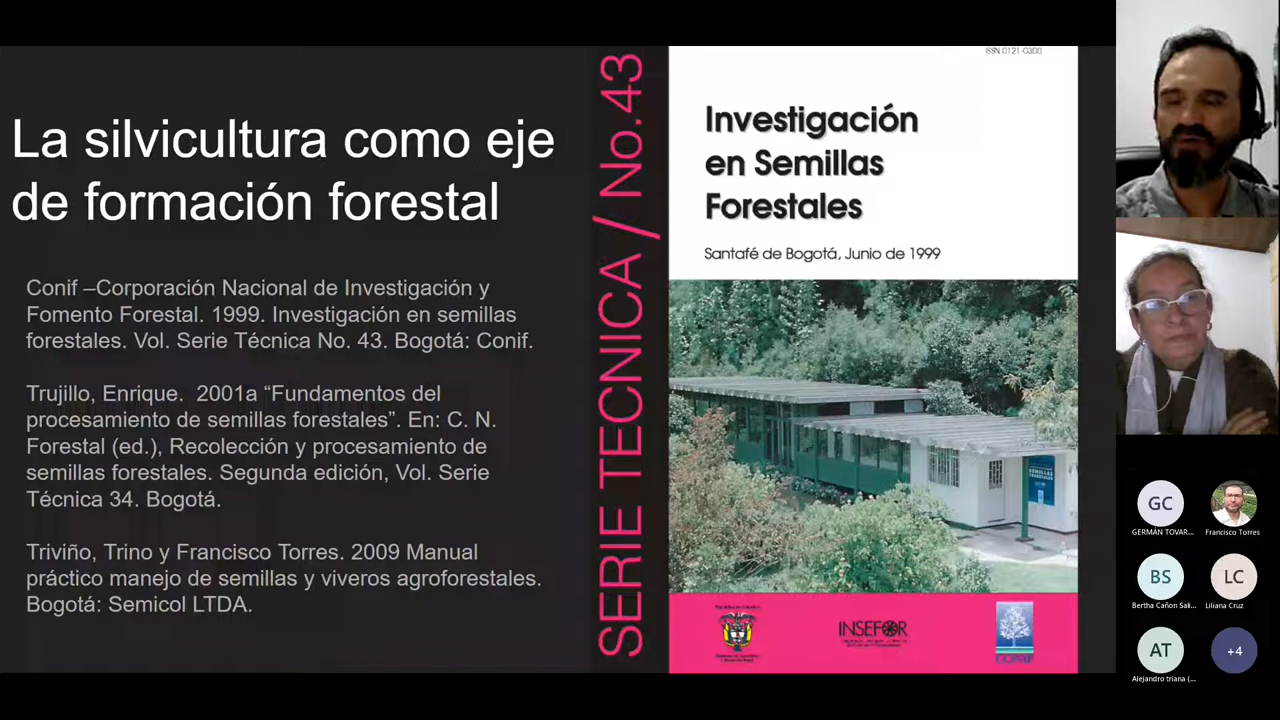 La silvicultura como eje
de formación forestal
Conif –Corporación Nacional de Investigación y
Fomento Forestal. 1999. Investigación en semillas
forestales. Vol. Serie Técnica No. 43. Bogotá: Conif.
Trujillo, Enrique. 2001a “Fundamentos del
procesamiento de semillas forestales”. En: C. N.
Forestal (ed.), Recolección y procesamiento de
semillas forestales. Segunda edición, Vol. Serie
Técnica 34. Bogotá.
Triviño, Trino y Francisco Torres. 2009 Manual
práctico manejo de semillas y viveros agroforestales.
Bogotá: Semicol LTDA.
SERIE TECNICA / No.43
ISSN 0121-0300
Investigación
en Semillas
Forestales
Santafé de Bogotá, Junio de 1999
SEMILLAS
FORESTALES
INSEFOR
CONIF
GC
GERMÁN TOVAR...
Francisco Torres
BS
Bertha Cañon Sali...
LC
Liliana Cruz
AT
Alejandro triana (...
+4